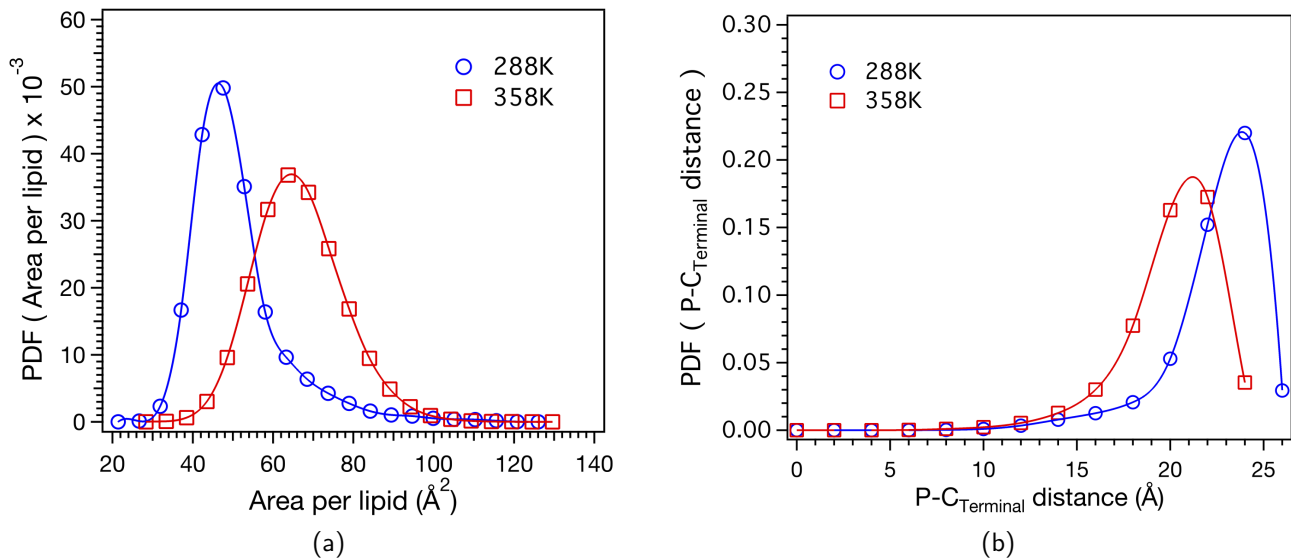 PDF ( Area per lipid ) x 10⁻³
60
50
40
30
20
10
0
288K
358K
20 40 60 80 100 120 140
Area per lipid (Å²)
(a)
PDF ( P-C_Terminal distance )
0.30
0.25
0.20
0.15
0.10
0.05
0.00
288K
358K
0 5 10 15 20 25
P-C_Terminal distance (Å)
(b)